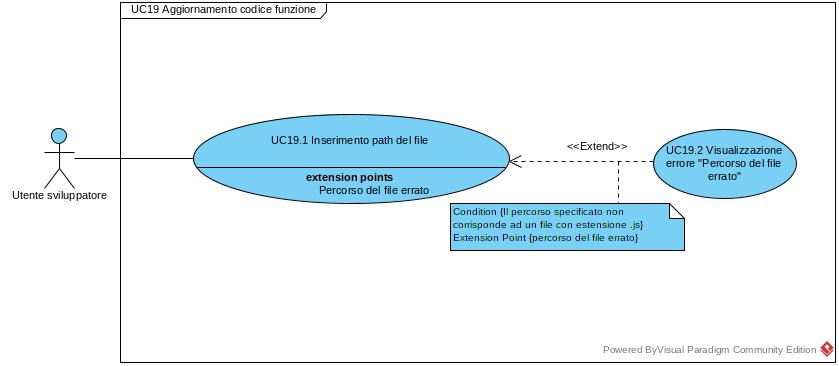 UC19 Aggiornamento codice funzione
UC19.1 Inserimento path del file
extension points
Percorso del file errato
<<Extend>>
UC19.2 Visualizzazione
errore "Percorso del file
errato"
Utente sviluppatore
Condition {Il percorso specificato non
corrisponde ad un file con estensione .js}
Extension Point {percorso del file errato}
Powered ByVisual Paradigm Community Edition